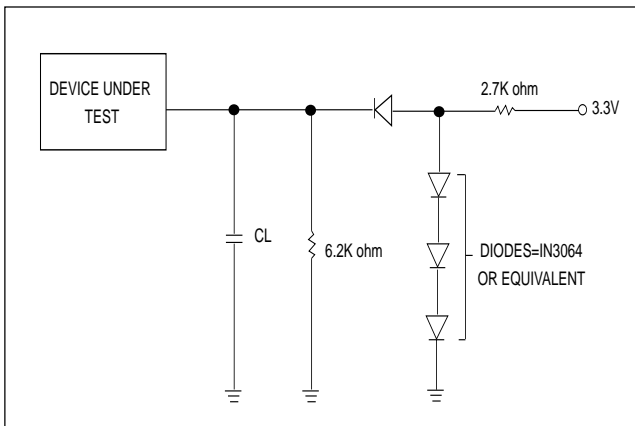 DEVICE UNDER
TEST
2.7K ohm
3.3V
CL
6.2K ohm
DIODES=IN3064
OR EQUIVALENT